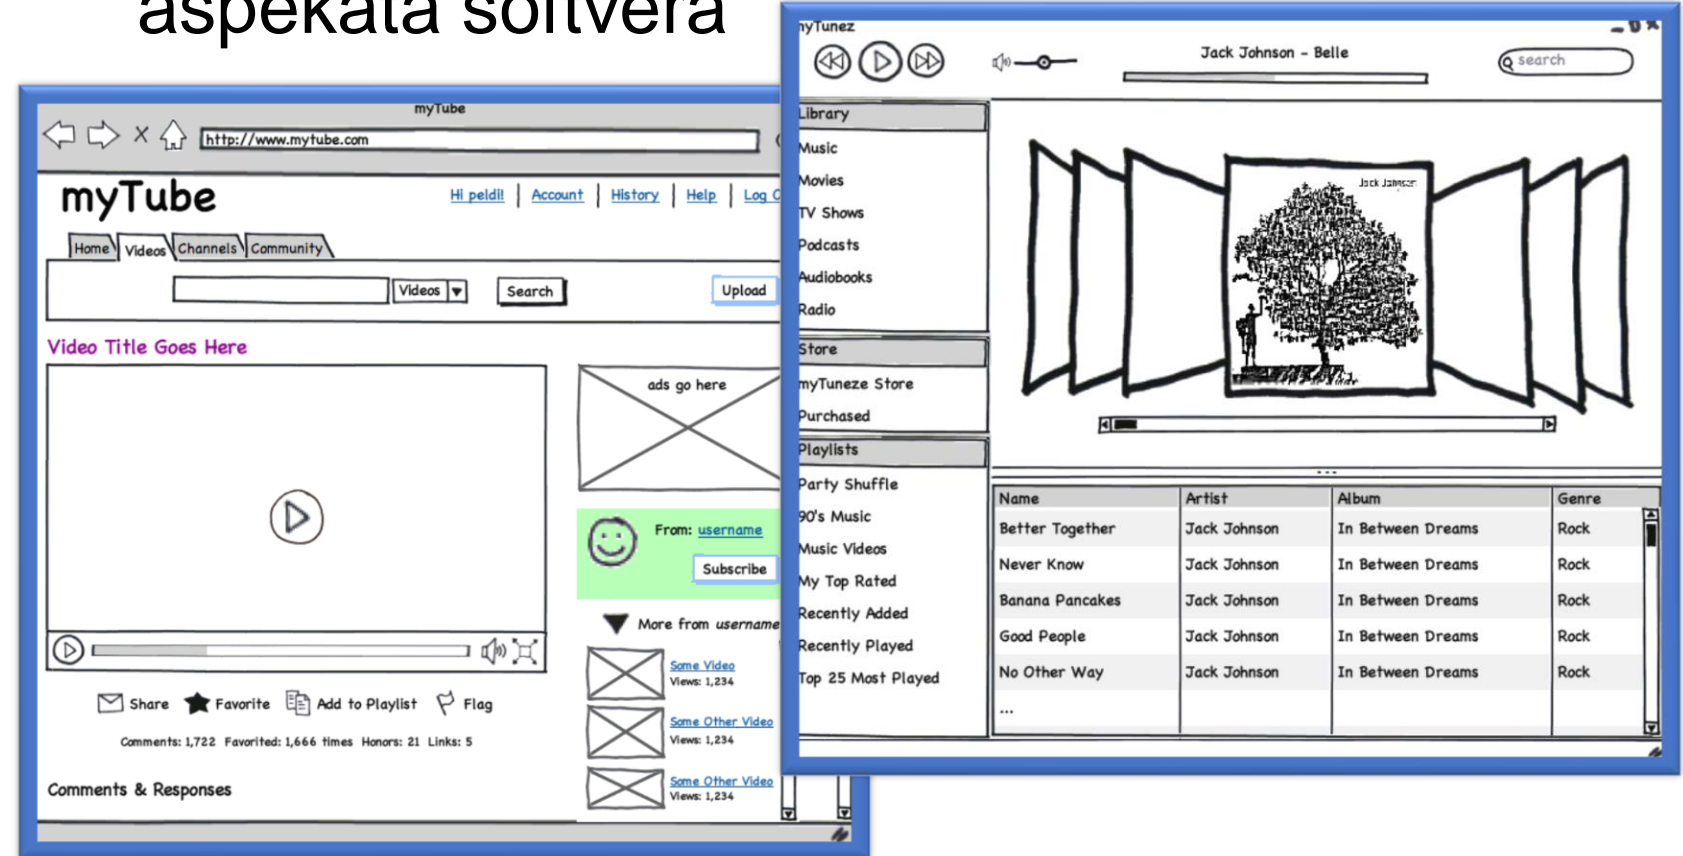 aspekata softvera
myTube
http://www.mytube.com
myTube
Hi peldi! | Account | History | Help | Log O
Home Videos Channels Community
Videos Search Upload
Video Title Goes Here
ads go here
From: username
Subscribe
More from username
Some Video
Views: 1,234
Some Other Video
Views: 1,234
Some Other Video
Views: 1,234
Share Favorite Add to Playlist Flag
Comments: 1,722 Favorited: 1,666 times Honors: 21 Links: 5
Comments & Responses
myTunez
Jack Johnson - Belle
search
Library
Music
Movies
TV Shows
Podcasts
Audiobooks
Radio
Store
myTuneze Store
Purchased
Playlists
Party Shuffle
90's Music
Music Videos
My Top Rated
Recently Added
Recently Played
Top 25 Most Played
Jack Johnson
Name Artist Album Genre
Better Together Jack Johnson In Between Dreams Rock
Never Know Jack Johnson In Between Dreams Rock
Banana Pancakes Jack Johnson In Between Dreams Rock
Good People Jack Johnson In Between Dreams Rock
No Other Way Jack Johnson In Between Dreams Rock
...